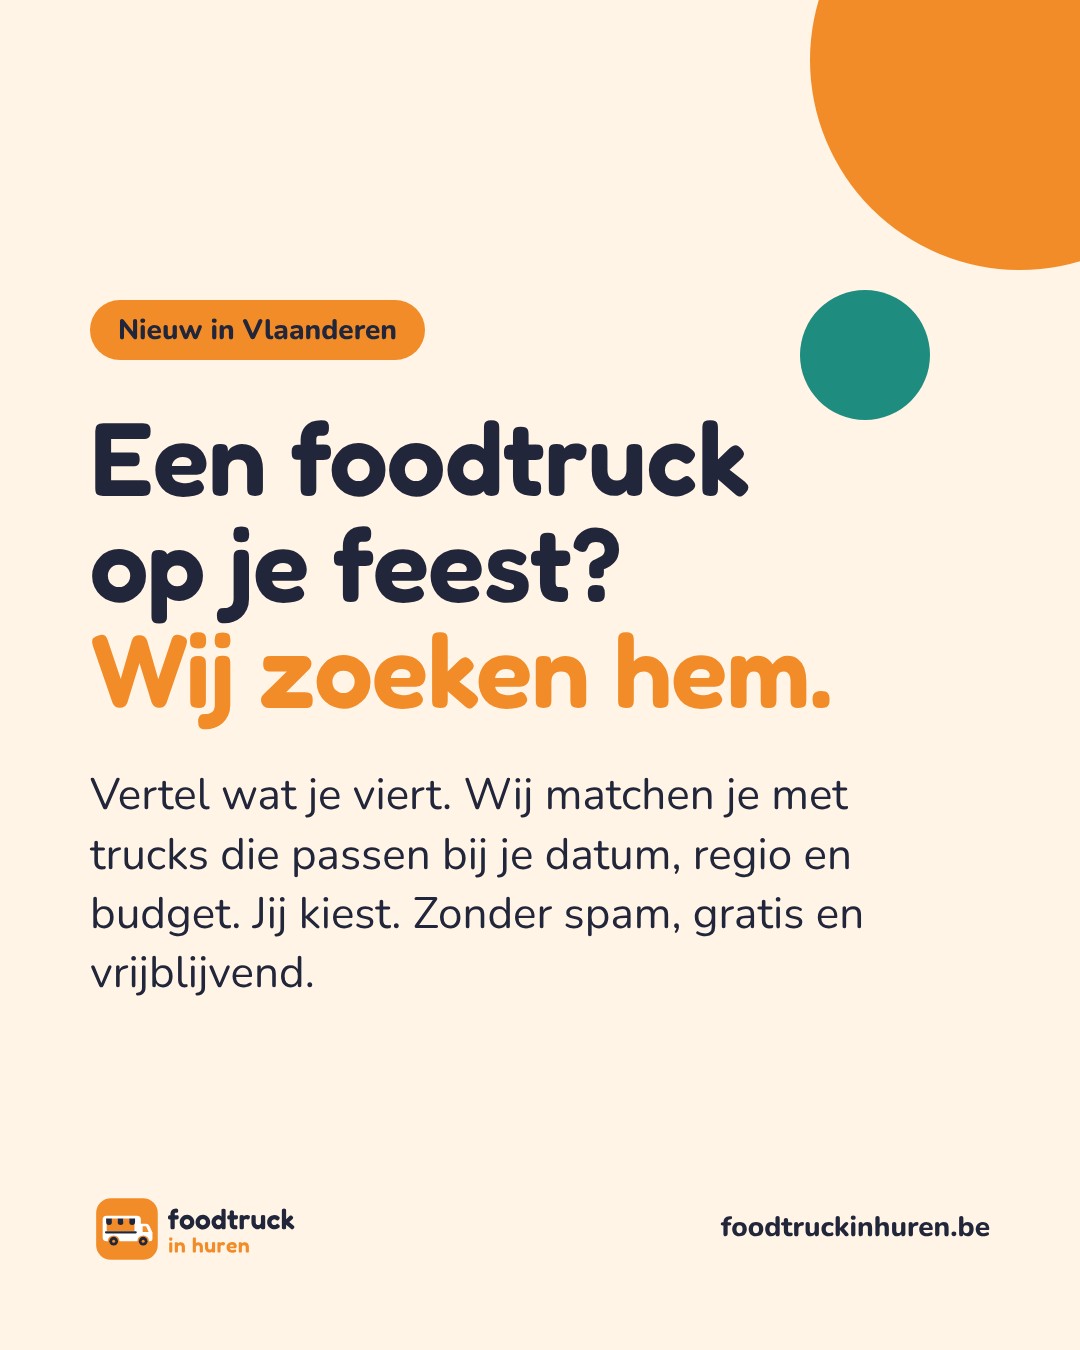 Nieuw in Vlaanderen
Een foodtruck
op je feest?
Wij zoeken hem.
Vertel wat je viert. Wij matchen je met
trucks die passen bij je datum, regio en
budget. Jij kiest. Zonder spam, gratis en
vrijblijvend.
foodtruck
in huren
foodtruckinhuren.be